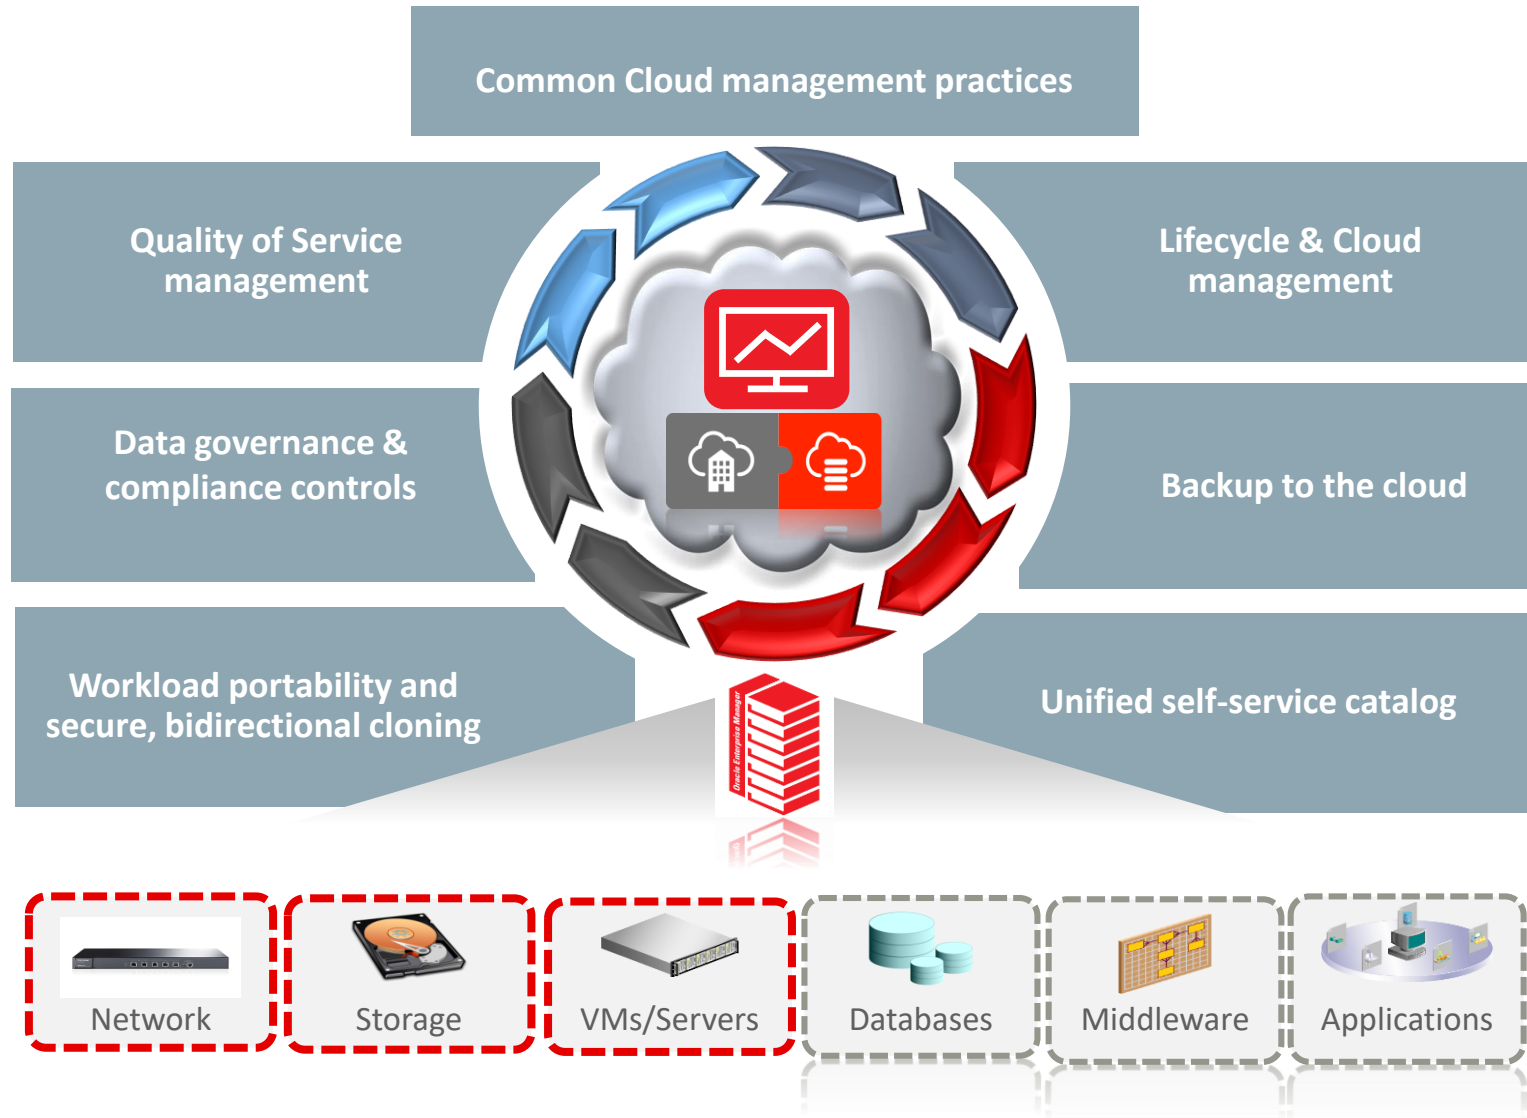 Common Cloud management practices
Quality of Service
management
Lifecycle & Cloud
management
Data governance &
compliance controls
Backup to the cloud
Workload portability and
secure, bidirectional cloning
Unified self-service catalog
Oracle Enterprise Manager
Network
Storage
VMs/Servers
Databases
Middleware
Applications